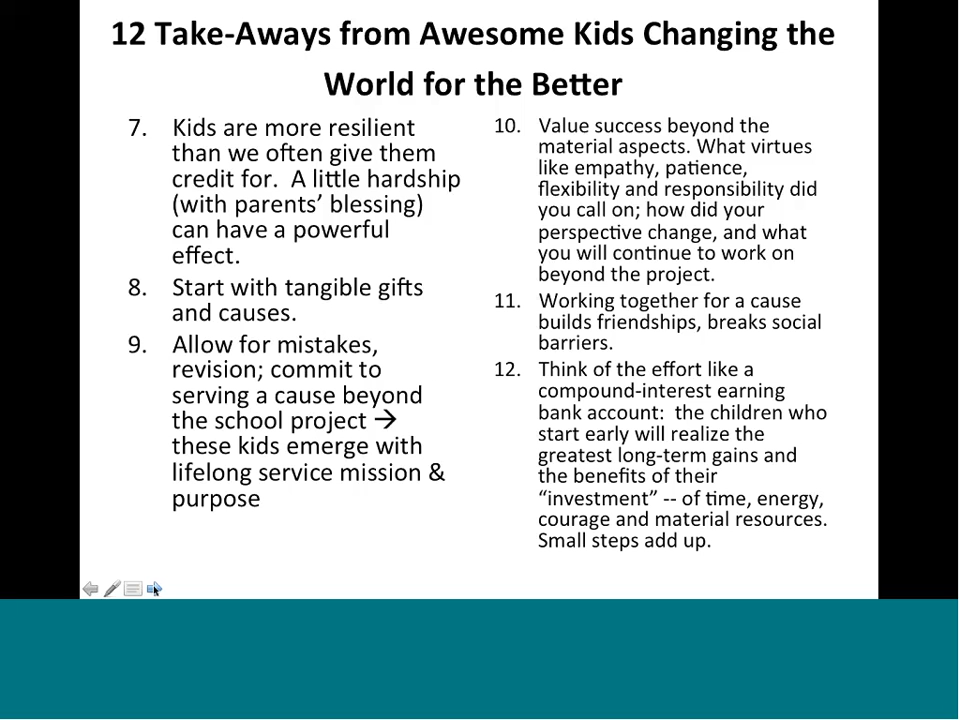 12 Take-Aways from Awesome Kids Changing the
World for the Better
7. Kids are more resilient
than we often give them
credit for.  A little hardship
(with parents’ blessing)
can have a powerful
effect.
8. Start with tangible gifts
and causes.
9. Allow for mistakes,
revision; commit to
serving a cause beyond
the school project →
these kids emerge with
lifelong service mission &
purpose
10. Value success beyond the
material aspects. What virtues
like empathy, patience,
flexibility and responsibility did
you call on; how did your
perspective change, and what
you will continue to work on
beyond the project.
11. Working together for a cause
builds friendships, breaks social
barriers.
12. Think of the effort like a
compound-interest earning
bank account:  the children who
start early will realize the
greatest long-term gains and
the benefits of their
“investment” -- of time, energy,
courage and material resources.
Small steps add up.